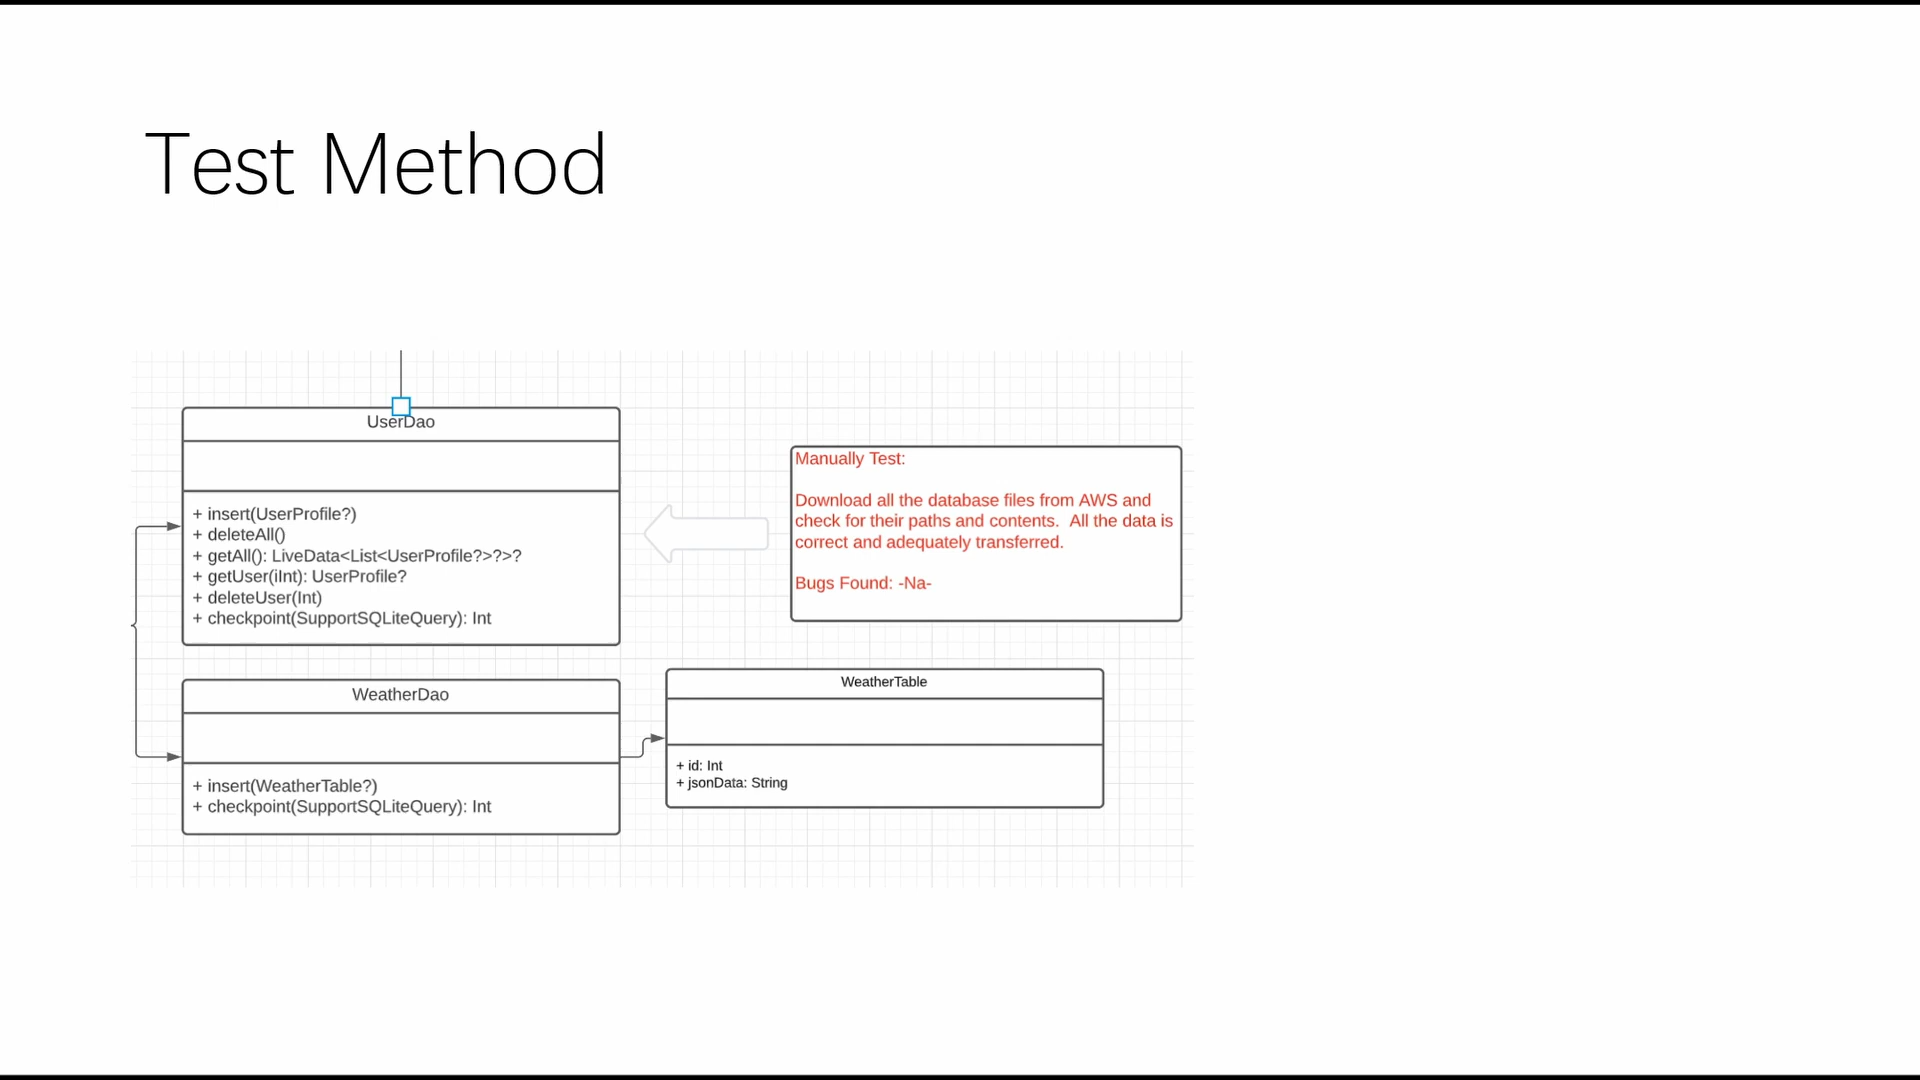 Test Method
UserDao
+ insert(UserProfile?)
+ deleteAll()
+ getAll(): LiveData<List<UserProfile?>?>?
+ getUser(iInt): UserProfile?
+ deleteUser(Int)
+ checkpoint(SupportSQLiteQuery): Int
Manually Test:
Download all the database files from AWS and
check for their paths and contents.  All the data is
correct and adequately transferred.
Bugs Found: -Na-
WeatherDao
+ insert(WeatherTable?)
+ checkpoint(SupportSQLiteQuery): Int
WeatherTable
+ id: Int
+ jsonData: String